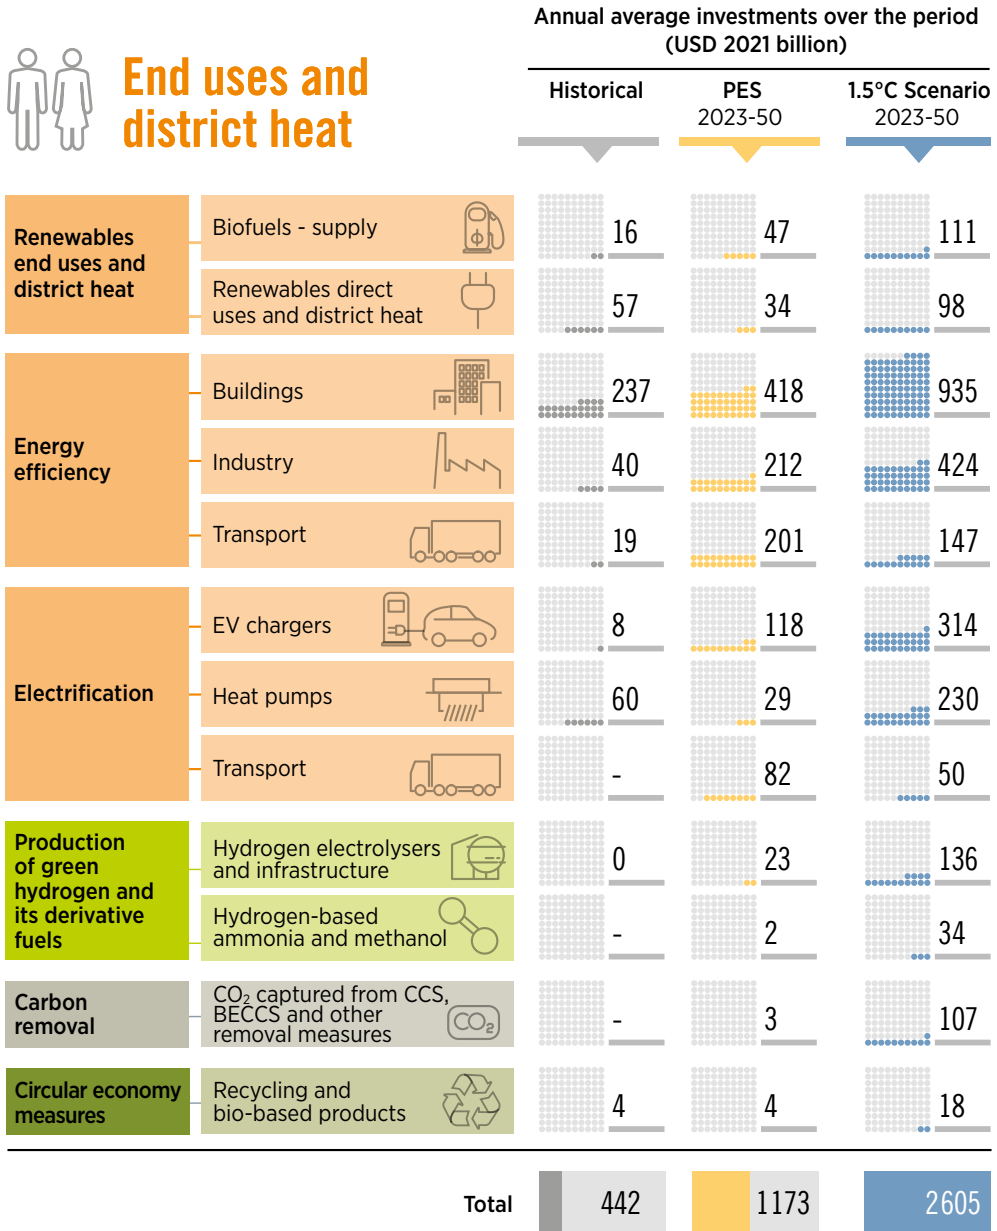 Annual average investments over the period
(USD 2021 billion)
End uses and
district heat
Historical
PES
2023-50
1.5°C Scenario
2023-50
Renewables
end uses and
district heat
Biofuels - supply
16
47
111
Renewables direct
uses and district heat
57
34
98
Energy
efficiency
Buildings
237
418
935
Industry
40
212
424
Transport
19
201
147
Electrification
EV chargers
8
118
314
Heat pumps
60
29
230
Transport
-
82
50
Production
of green
hydrogen and
its derivative
fuels
Hydrogen electrolysers
and infrastructure
0
23
136
Hydrogen-based
ammonia and methanol
-
2
34
Carbon
removal
CO₂ captured from CCS,
BECCS and other
removal measures
CO₂
-
3
107
Circular economy
measures
Recycling and
bio-based products
4
4
18
Total
442
1173
2605